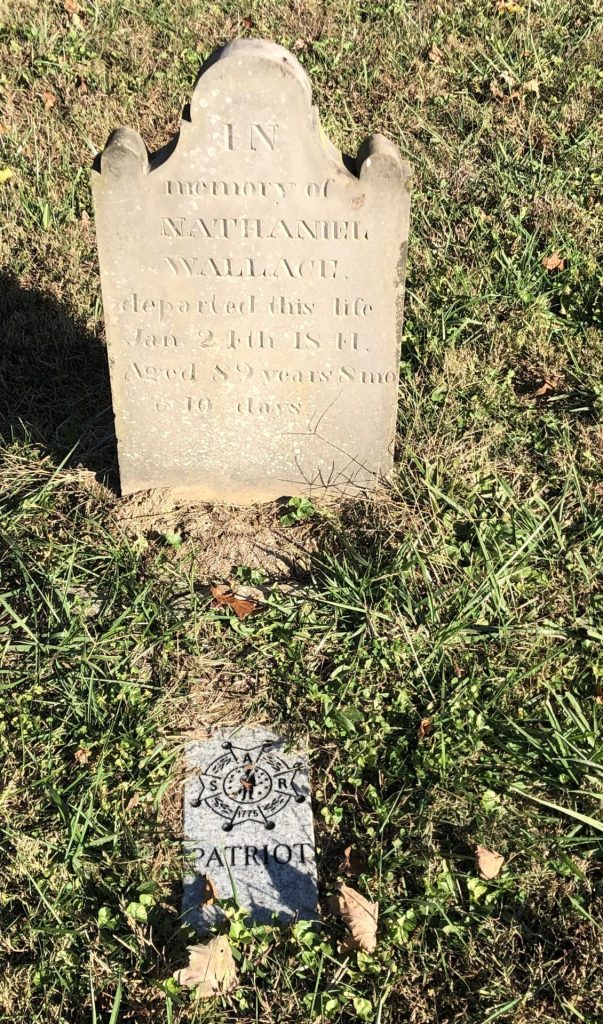 IN
memory of
NATHANIEL
WALLACE.
departed this life
Jan. 24th 1841.
Aged 89 years 8 mo
& 10 days.
S A R
1775
PATRIOT